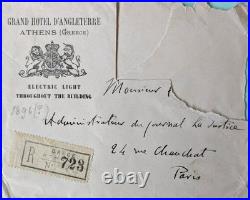 GRAND HOTEL D'ANGLETERRE
ATHENS (GREECE)
ELECTRIC LIGHT
THROUGHOUT THE BUILDING
1896(?)
Monsieur
Administrateur du journal La Justice
R
No
723
24 rue Chauchat
Paris